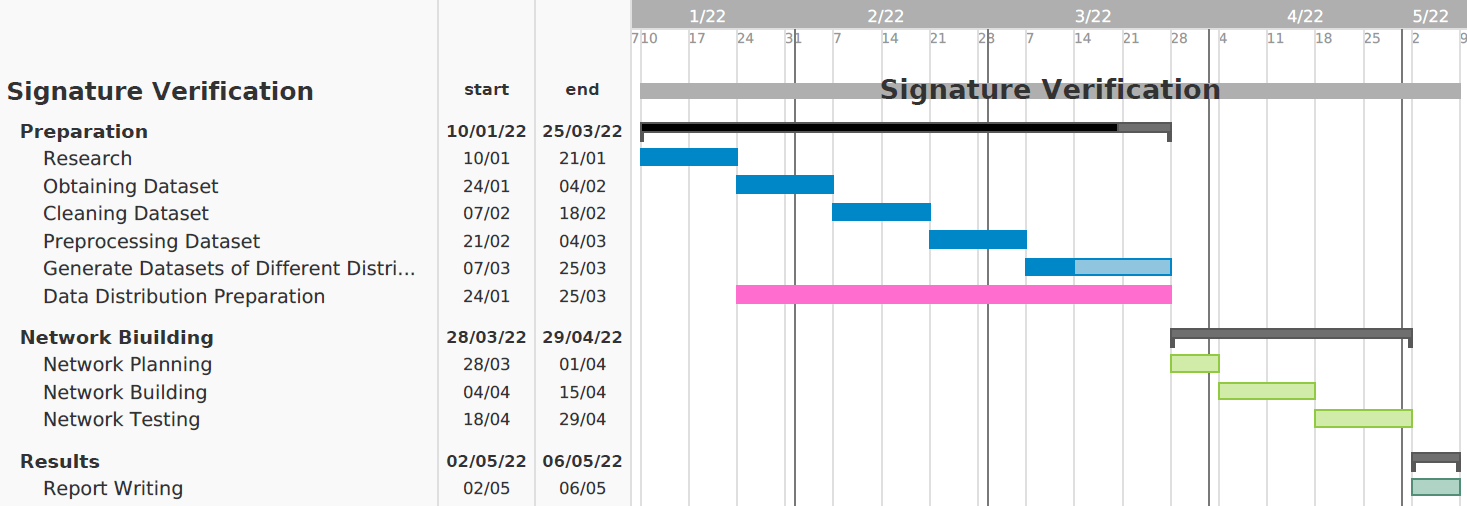 1/22 2/22 3/22 4/22 5/22
7 10 17 24 31 7 14 21 28 7 14 21 28 4 11 18 25 2 9
Signature Verification start end Signature Verification
Preparation 10/01/22 25/03/22
Research 10/01 21/01
Obtaining Dataset 24/01 04/02
Cleaning Dataset 07/02 18/02
Preprocessing Dataset 21/02 04/03
Generate Datasets of Different Distri... 07/03 25/03
Data Distribution Preparation 24/01 25/03
Network Biuilding 28/03/22 29/04/22
Network Planning 28/03 01/04
Network Building 04/04 15/04
Network Testing 18/04 29/04
Results 02/05/22 06/05/22
Report Writing 02/05 06/05